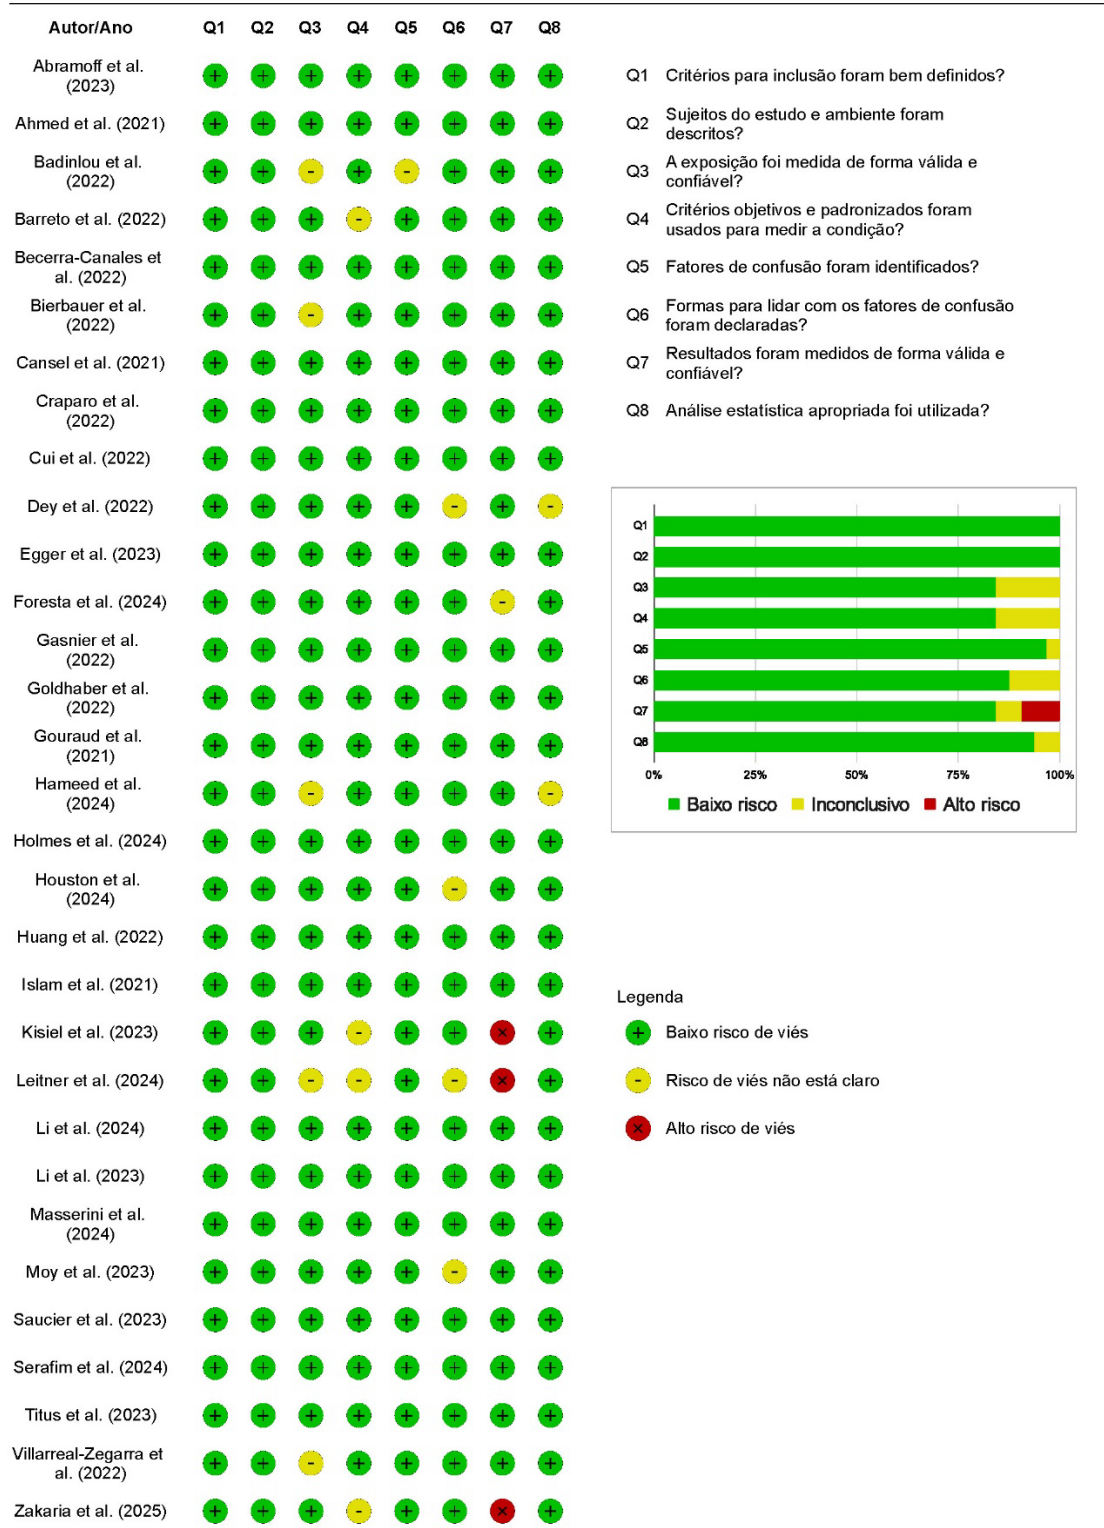 Autor/Ano Q1 Q2 Q3 Q4 Q5 Q6 Q7 Q8
Abramoff et al.
(2023)
Ahmed et al. (2021)
Badinlou et al.
(2022)
Barreto et al. (2022)
Becerra-Canales et
al. (2022)
Bierbauer et al.
(2022)
Cansel et al. (2021)
Craparo et al.
(2022)
Cui et al. (2022)
Dey et al. (2022)
Egger et al. (2023)
Foresta et al. (2024)
Gasnier et al.
(2022)
Goldhaber et al.
(2022)
Gouraud et al.
(2021)
Hameed et al.
(2024)
Holmes et al. (2024)
Houston et al.
(2024)
Huang et al. (2022)
Islam et al. (2021)
Kisiel et al. (2023)
Leitner et al. (2024)
Li et al. (2024)
Li et al. (2023)
Masserini et al.
(2024)
Moy et al. (2023)
Saucier et al. (2023)
Serafim et al. (2024)
Titus et al. (2023)
Villarreal-Zegarra et
al. (2022)
Zakaria et al. (2025)
Q1 Critérios para inclusão foram bem definidos?
Q2 Sujeitos do estudo e ambiente foram
descritos?
Q3 A exposição foi medida de forma válida e
confiável?
Q4 Critérios objetivos e padronizados foram
usados para medir a condição?
Q5 Fatores de confusão foram identificados?
Q6 Formas para lidar com os fatores de confusão
foram declaradas?
Q7 Resultados foram medidos de forma válida e
confiável?
Q8 Análise estatística apropriada foi utilizada?
Q1
Q2
Q3
Q4
Q5
Q6
Q7
Q8
0% 25% 50% 75% 100%
Baixo risco Inconclusivo Alto risco
Legenda
Baixo risco de viés
Risco de viés não está claro
Alto risco de viés